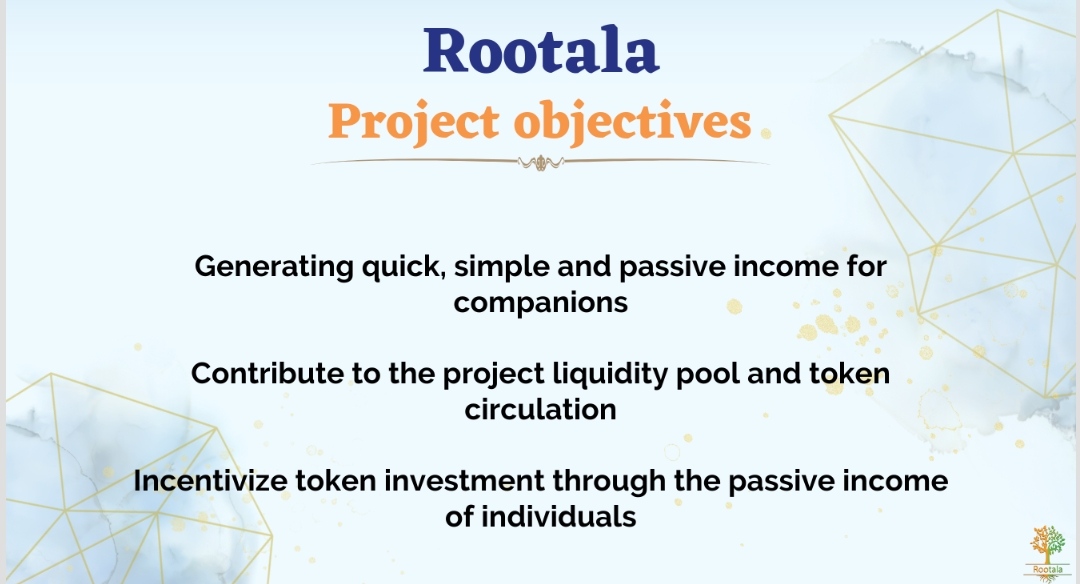 Rootala
Project objectives
Generating quick, simple and passive income for
companions
Contribute to the project liquidity pool and token
circulation
Incentivize token investment through the passive income
of individuals
Rootala